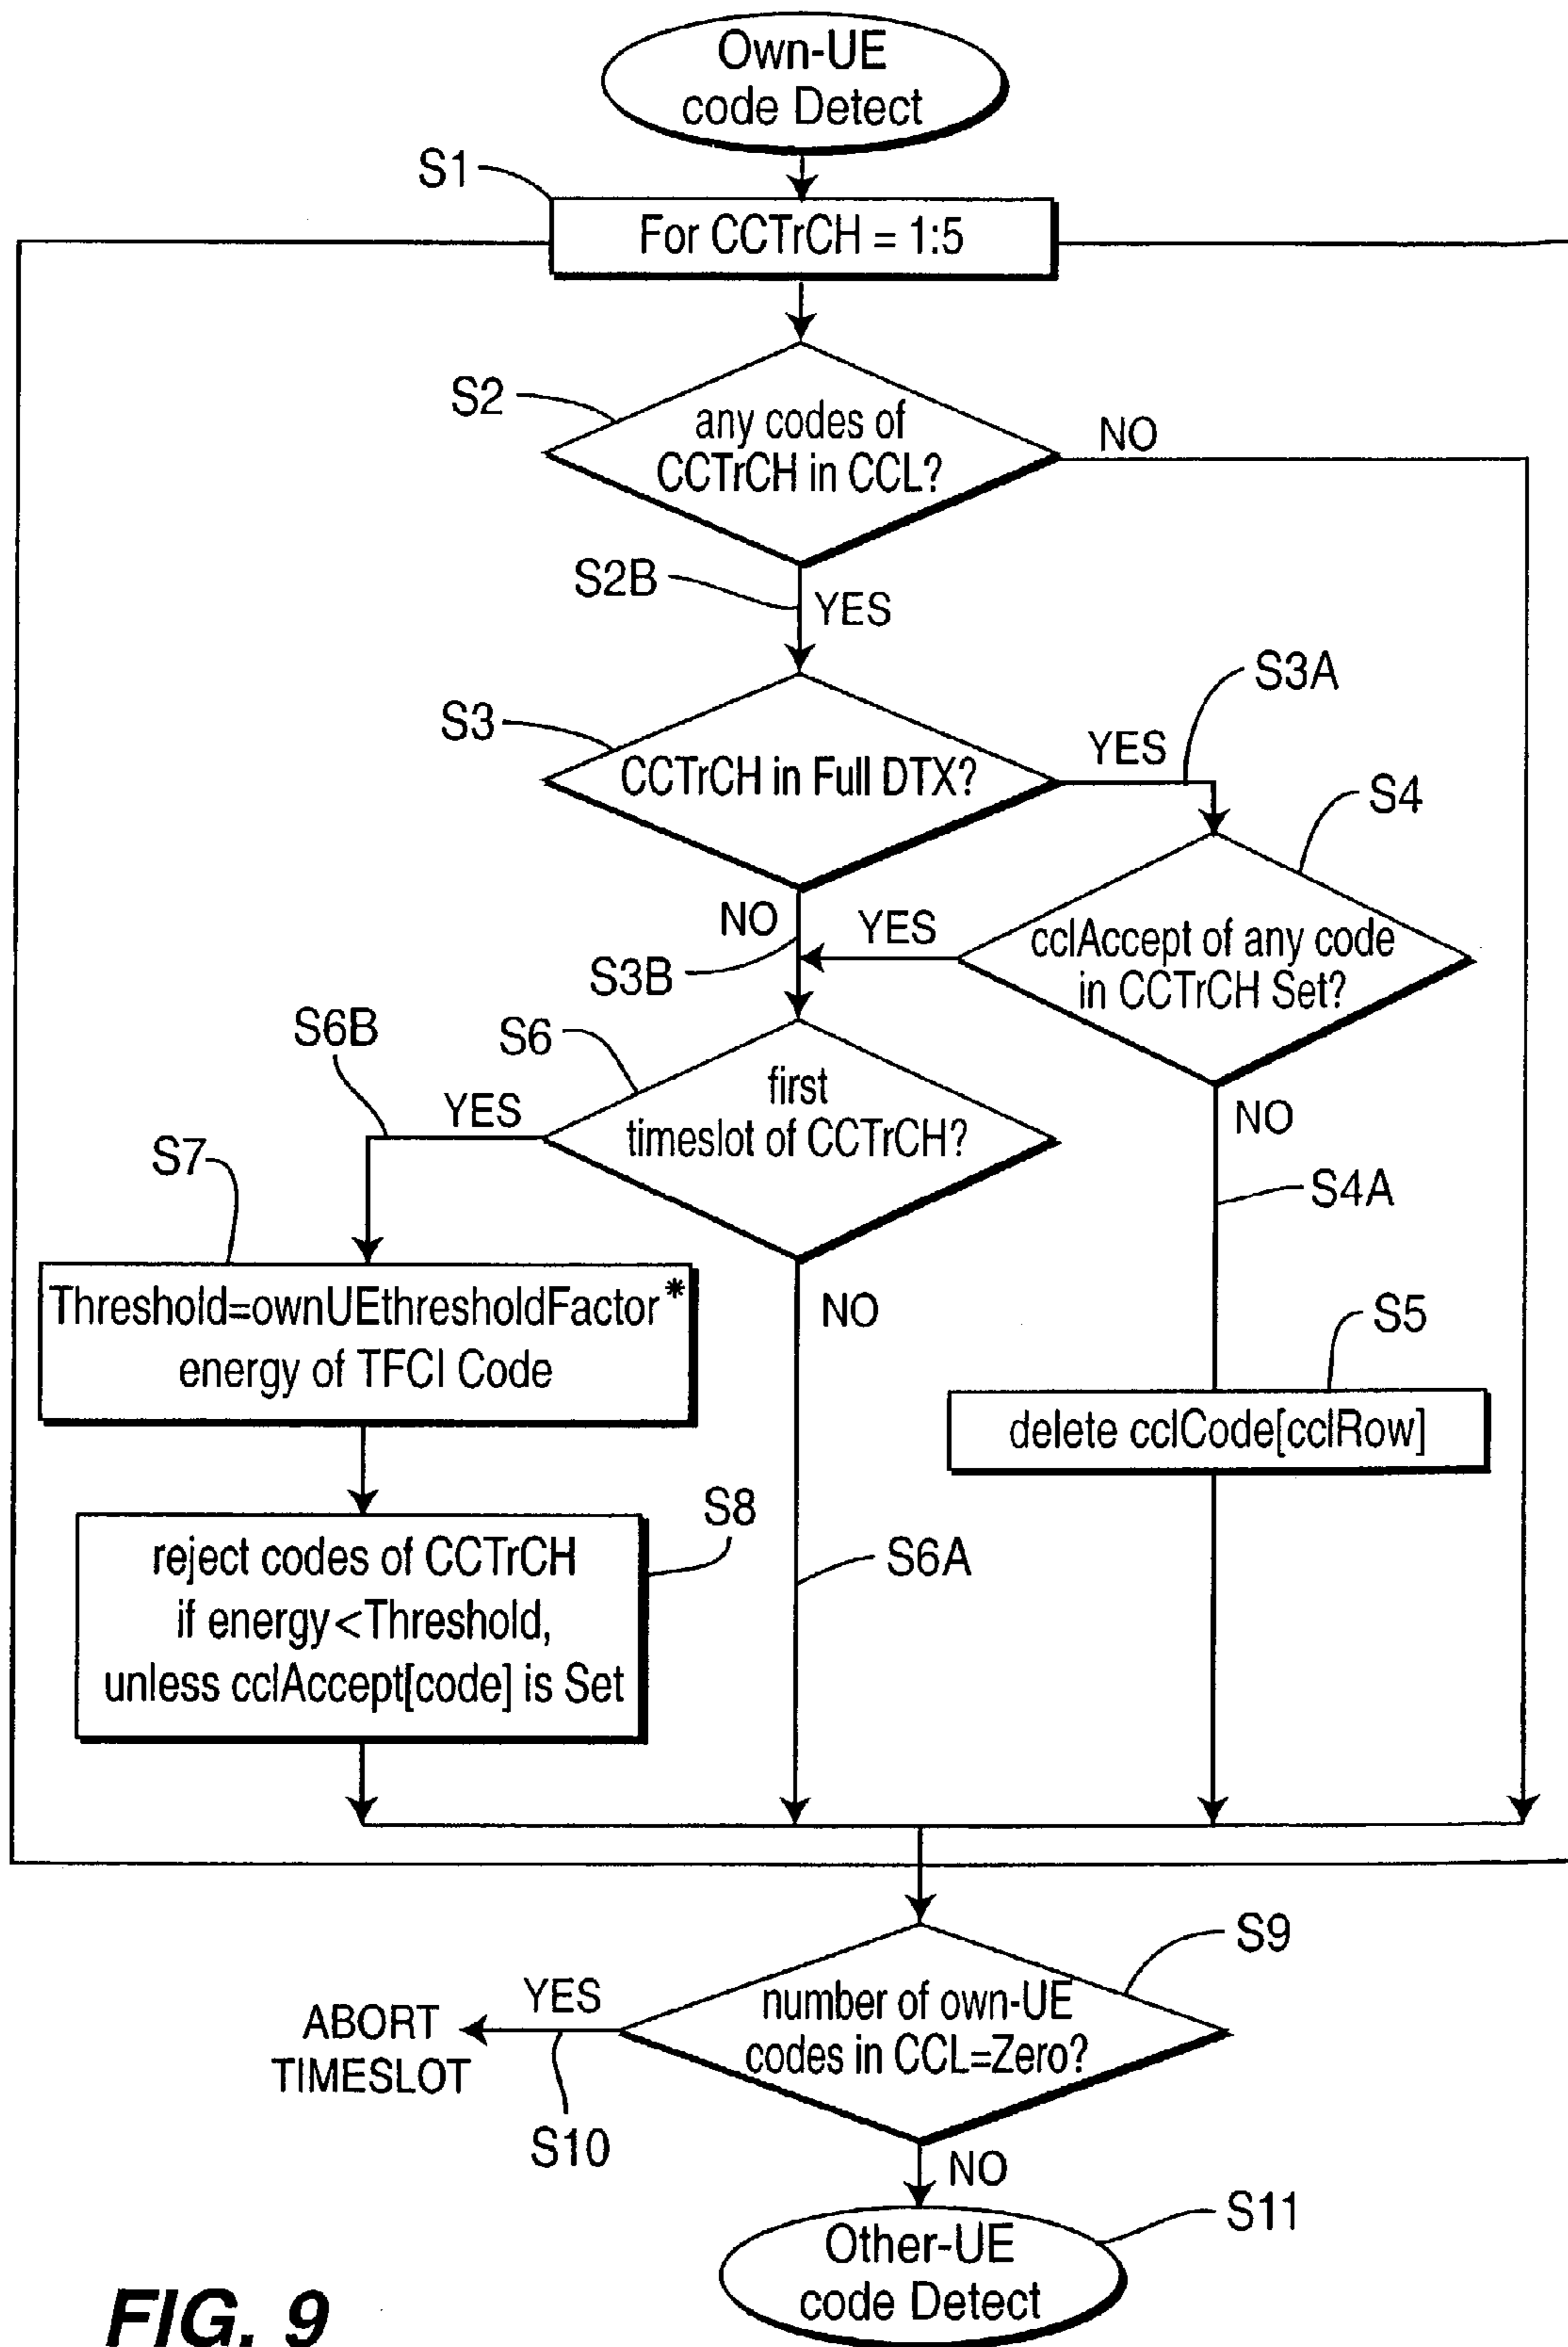 Own-UE
code Detect
S1
For CCTrCH = 1:5
S2
any codes of
CCTrCH in CCL?
NO
S2B
YES
S3A
S3
CCTrCH in Full DTX?
YES
S4
NO
YES
cclAccept of any code
in CCTrCH Set?
S3B
S6B
S6
first
timeslot of CCTrCH?
YES
NO
S7
S4A
Threshold=ownUEthresholdFactor*
energy of TFCI Code
NO
S5
delete cclCode[cclRow]
S8
reject codes of CCTrCH
if energy<Threshold,
unless cclAccept[code] is Set
S6A
S9
number of own-UE
codes in CCL=Zero?
YES
ABORT
TIMESLOT
S10
NO
S11
Other-UE
code Detect
FIG. 9